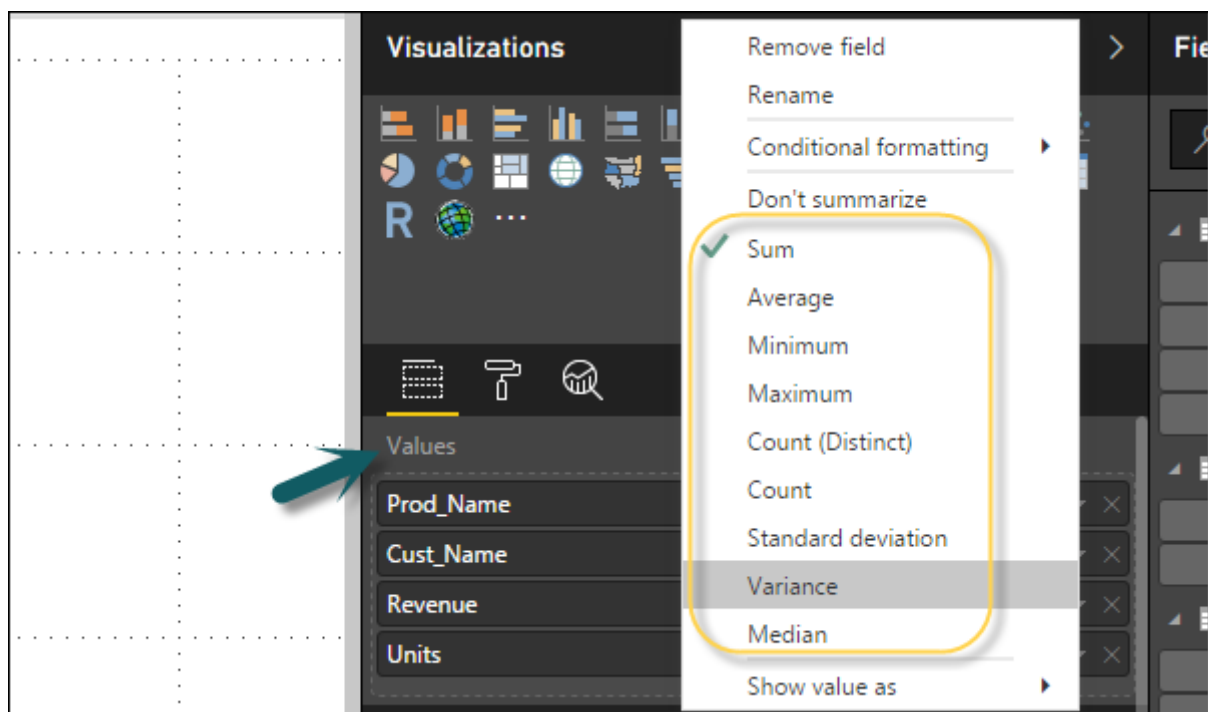 Visualizations
R
Values
Prod_Name
Cust_Name
Revenue
Units
Remove field
Rename
Conditional formatting
Don't summarize
Sum
Average
Minimum
Maximum
Count (Distinct)
Count
Standard deviation
Variance
Median
Show value as